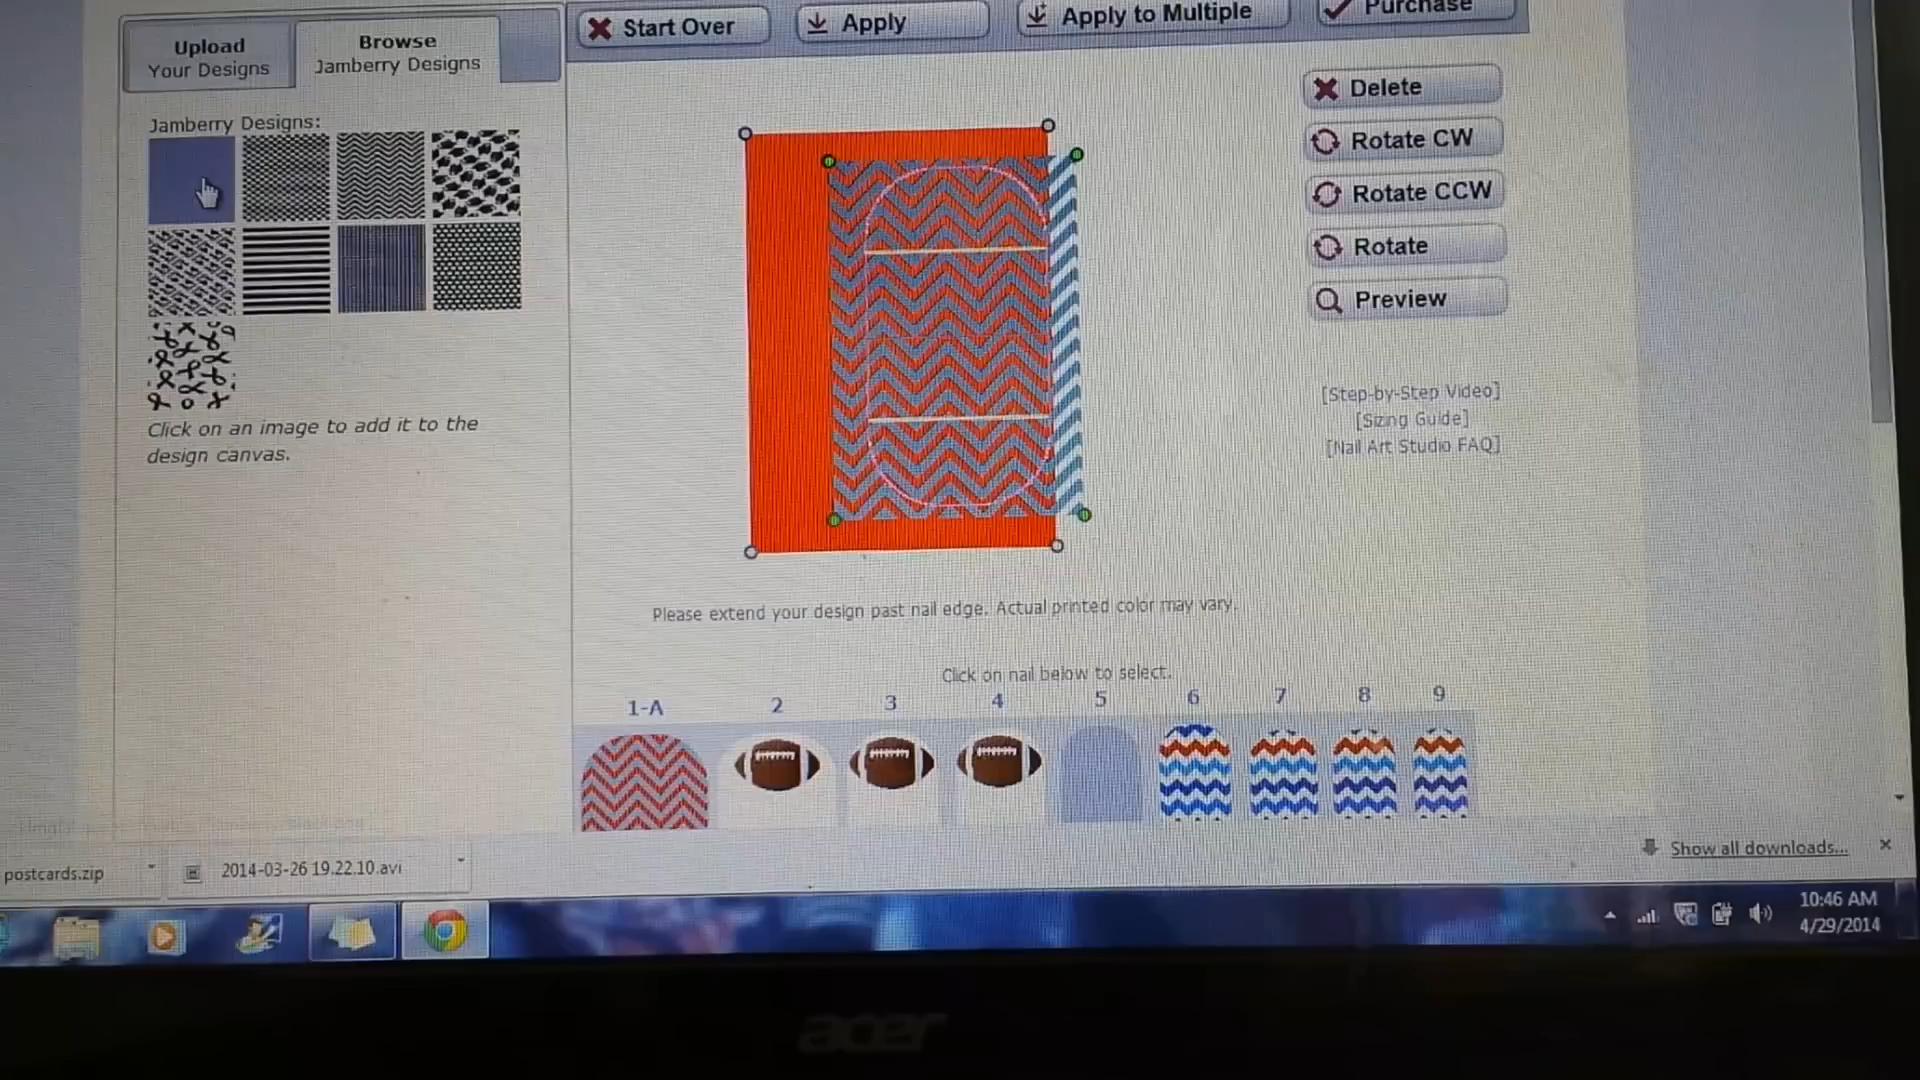 Upload
Your Designs
Browse
Jamberry Designs
Start Over
Apply
Apply to Multiple
Purchase
Jamberry Designs:
Click on an image to add it to the
design canvas.
Delete
Rotate CW
Rotate CCW
Rotate
Preview
[Step-by-Step Video]
[Sizing Guide]
[Nail Art Studio FAQ]
Please extend your design past nail edge. Actual printed color may vary.
Click on nail below to select.
1-A 2 3 4 5 6 7 8 9
postcards.zip
2014-03-26 19.22.10.avi
Show all downloads...
10:46 AM
4/29/2014
acer